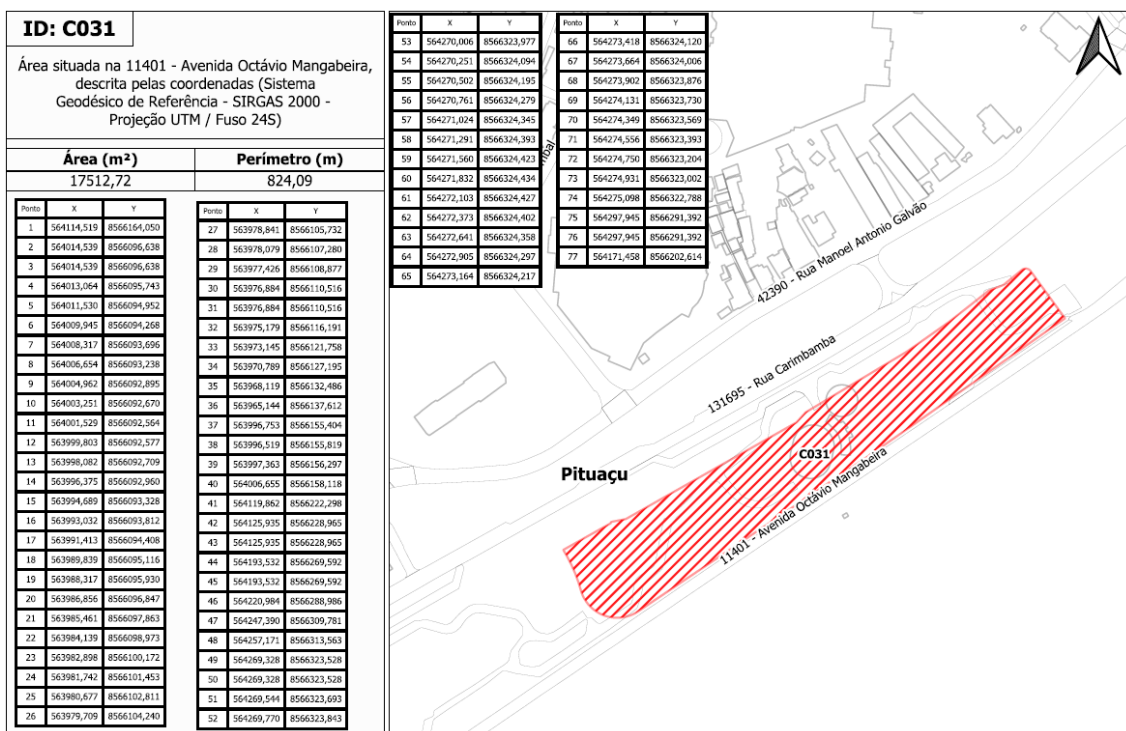 ID: C031
Área situada na 11401 - Avenida Octávio Mangabeira,
descrita pelas coordenadas (Sistema
Geodésico de Referência - SIRGAS 2000 -
Projeção UTM / Fuso 24S)
Área (m²) Perímetro (m)
17512,72 824,09
Ponto X Y
1 564114,519 8566164,050
2 564014,539 8566096,638
3 564014,539 8566096,638
4 564013,064 8566095,743
5 564011,530 8566094,952
6 564009,945 8566094,268
7 564008,317 8566093,696
8 564006,654 8566093,238
9 564004,962 8566092,895
10 564003,251 8566092,670
11 564001,529 8566092,564
12 563999,803 8566092,577
13 563998,082 8566092,709
14 563996,375 8566092,960
15 563994,689 8566093,328
16 563993,032 8566093,812
17 563991,413 8566094,408
18 563989,839 8566095,116
19 563988,317 8566095,930
20 563986,856 8566096,847
21 563985,461 8566097,863
22 563984,139 8566098,973
23 563982,898 8566100,172
24 563981,742 8566101,453
25 563980,677 8566102,811
26 563979,709 8566104,240
Ponto X Y
27 563978,841 8566105,732
28 563978,079 8566107,280
29 563977,426 8566108,877
30 563976,884 8566110,516
31 563976,884 8566110,516
32 563975,179 8566116,191
33 563973,145 8566121,758
34 563970,789 8566127,195
35 563968,119 8566132,486
36 563965,144 8566137,612
37 563996,753 8566155,404
38 563996,519 8566155,819
39 563997,363 8566156,297
40 564006,655 8566158,118
41 564119,862 8566222,298
42 564125,935 8566228,965
43 564125,935 8566228,965
44 564193,532 8566269,592
45 564193,532 8566269,592
46 564220,984 8566288,986
47 564247,390 8566309,781
48 564257,171 8566313,563
49 564269,328 8566323,528
50 564269,328 8566323,528
51 564269,544 8566323,693
52 564269,770 8566323,843
Ponto X Y
53 564270,006 8566323,977
54 564270,251 8566324,094
55 564270,502 8566324,195
56 564270,761 8566324,279
57 564271,024 8566324,345
58 564271,291 8566324,393
59 564271,560 8566324,423
60 564271,832 8566324,434
61 564272,103 8566324,427
62 564272,373 8566324,402
63 564272,641 8566324,358
64 564272,905 8566324,297
65 564273,164 8566324,217
Ponto X Y
66 564273,418 8566324,120
67 564273,664 8566324,006
68 564273,902 8566323,876
69 564274,131 8566323,730
70 564274,349 8566323,569
71 564274,556 8566323,393
72 564274,750 8566323,204
73 564274,931 8566323,002
74 564275,098 8566322,788
75 564297,945 8566291,392
76 564297,945 8566291,392
77 564171,458 8566202,614
42390 - Rua Manoel Antonio Galvão
131695 - Rua Carimbamba
C031
Pituaçu
11401 - Avenida Octávio Mangabeira